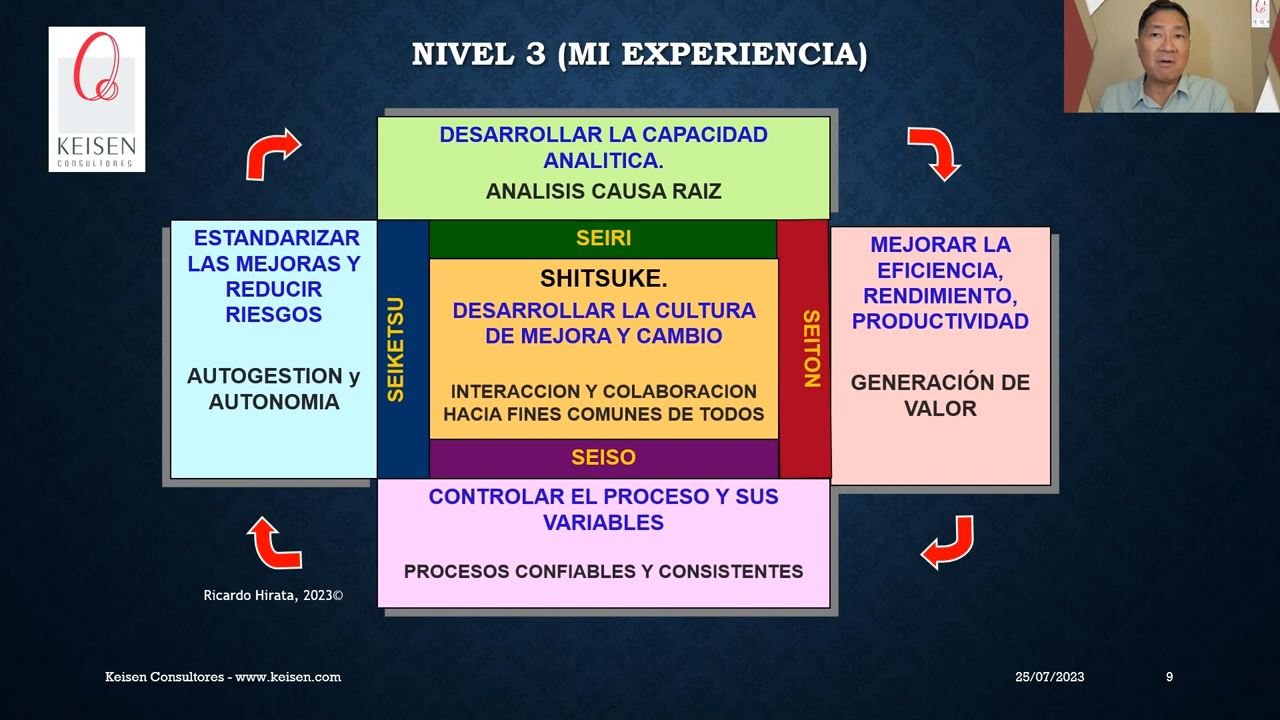 KEISEN
CONSULTORES
NIVEL 3 (MI EXPERIENCIA)
DESARROLLAR LA CAPACIDAD
ANALITICA.
ANALISIS CAUSA RAIZ
ESTANDARIZAR
LAS MEJORAS Y
REDUCIR
RIESGOS
AUTOGESTION y
AUTONOMIA
SEIKETSU
SEIRI
SHITSUKE.
DESARROLLAR LA CULTURA
DE MEJORA Y CAMBIO
INTERACCION Y COLABORACION
HACIA FINES COMUNES DE TODOS
SEISO
SEITON
MEJORAR LA
EFICIENCIA,
RENDIMIENTO,
PRODUCTIVIDAD
GENERACIÓN DE
VALOR
CONTROLAR EL PROCESO Y SUS
VARIABLES
PROCESOS CONFIABLES Y CONSISTENTES
Ricardo Hirata, 2023©
Keisen Consultores - www.keisen.com
25/07/2023
9